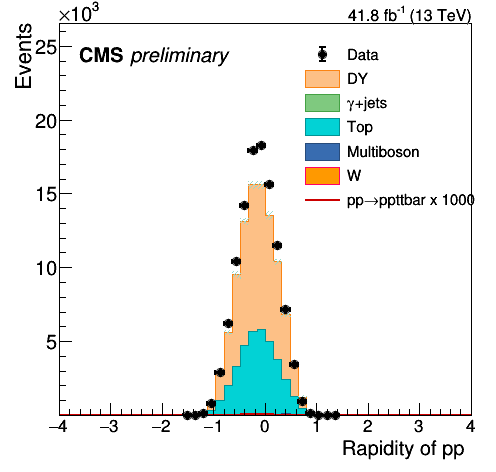 ×10³
41.8 fb⁻¹ (13 TeV)
Events
CMS preliminary
Data
DY
γ+jets
Top
Multiboson
W
pp→ppttbar x 1000
25
20
15
10
5
−4 −3 −2 −1 0 1 2 3 4
Rapidity of pp